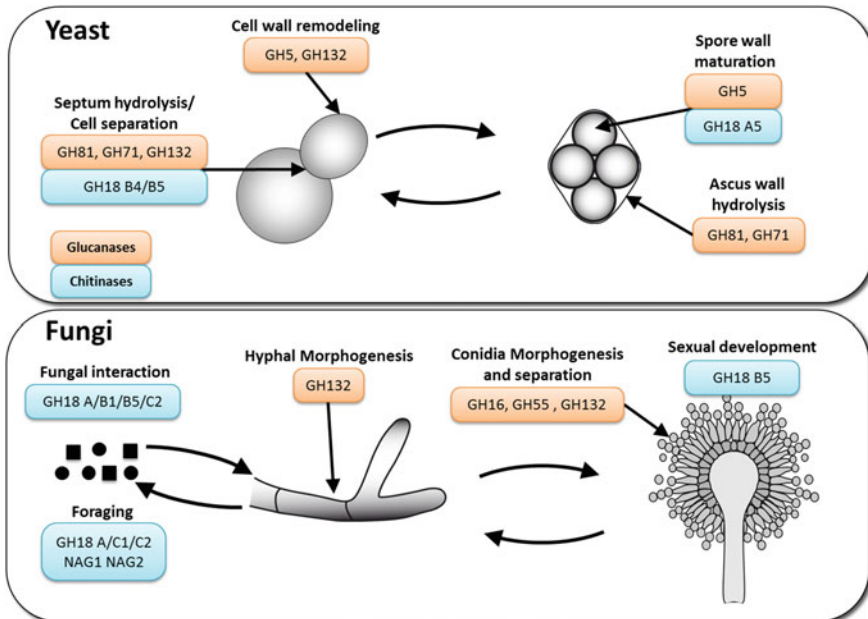 Yeast
Cell wall remodeling
GH5, GH132
Septum hydrolysis/
Cell separation
GH81, GH71, GH132
GH18 B4/B5
Glucanases
Chitinases
Spore wall
maturation
GH5
GH18 A5
Ascus wall
hydrolysis
GH81, GH71
Fungi
Fungal interaction
GH18 A/B1/B5/C2
Foraging
GH18 A/C1/C2
NAG1 NAG2
Hyphal Morphogenesis
GH132
Conidia Morphogenesis
and separation
GH16, GH55 , GH132
Sexual development
GH18 B5